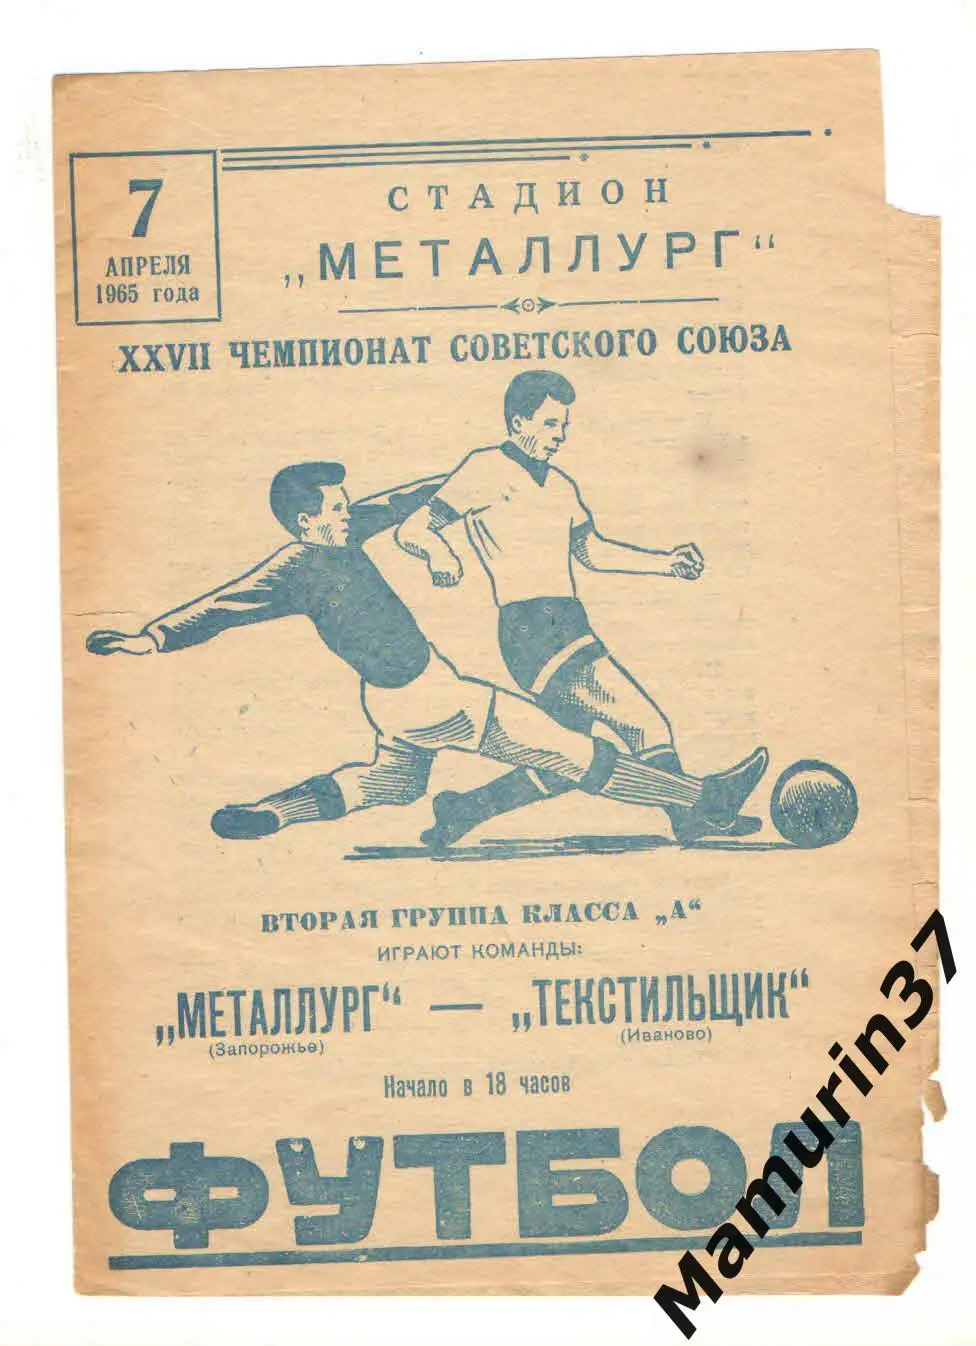 7
АПРЕЛЯ
1965 года
СТАДИОН
„МЕТАЛЛУРГ“
XXVII ЧЕМПИОНАТ СОВЕТСКОГО СОЮЗА
ВТОРАЯ ГРУППА КЛАССА „А“
ИГРАЮТ КОМАНДЫ:
„МЕТАЛЛУРГ“ — „ТЕКСТИЛЬЩИК“
(Запорожье) (Иваново)
Начало в 18 часов
ФУТБОЛ
Mamurin37